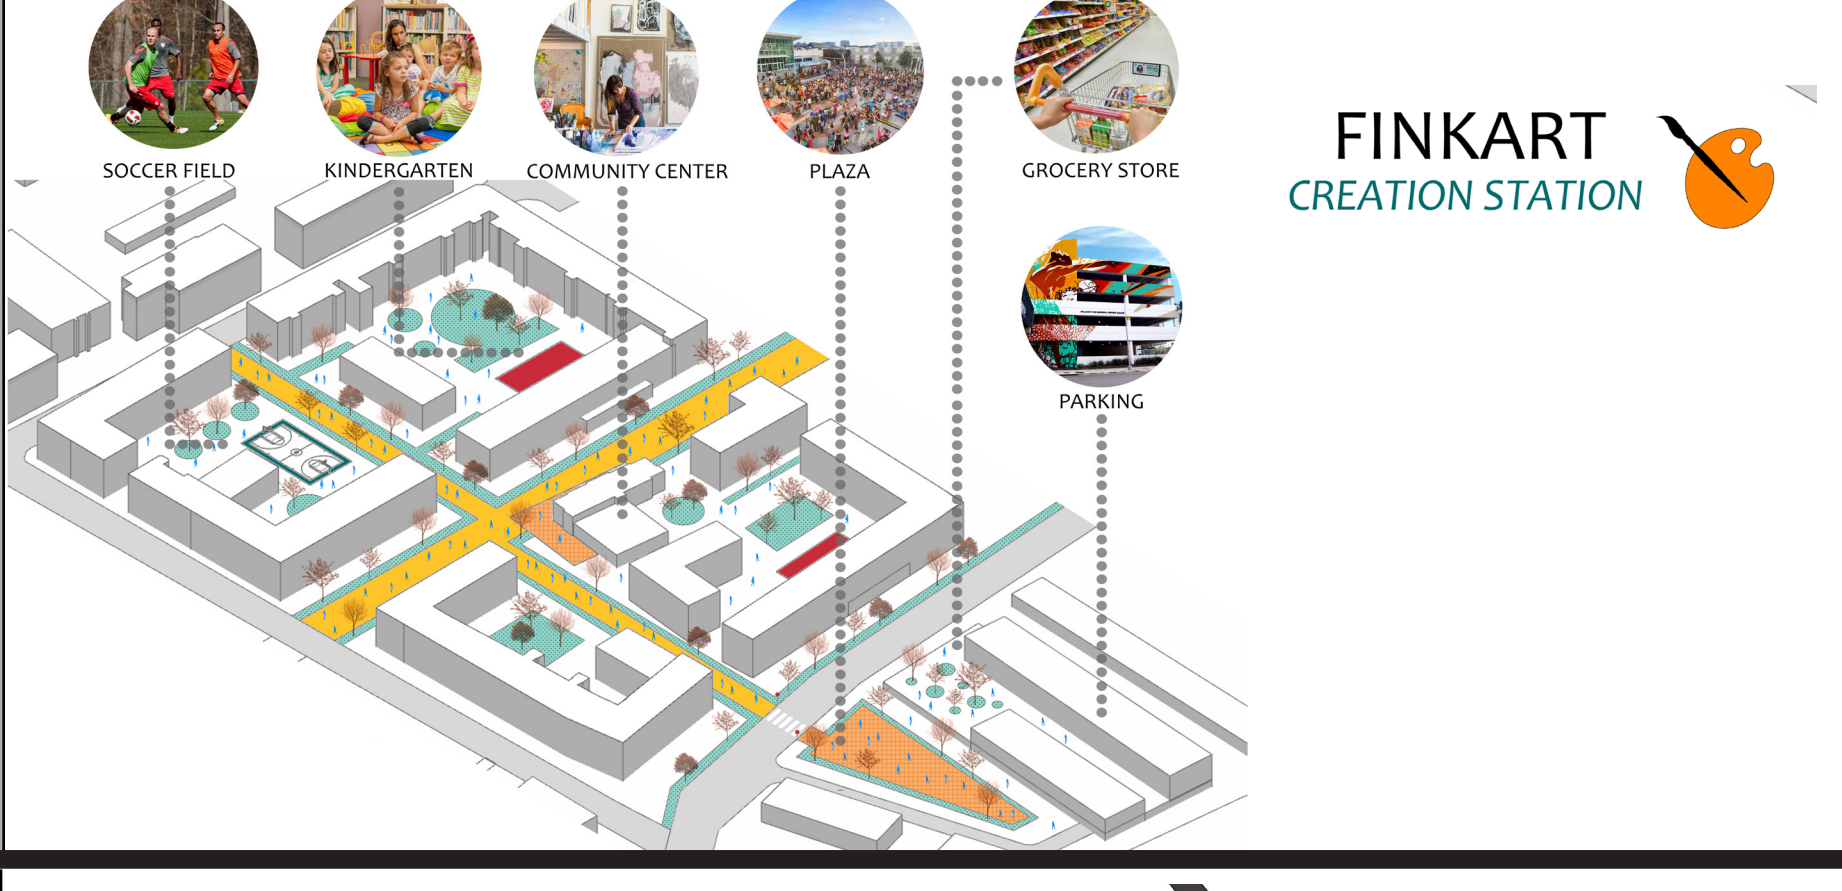 SOCCER FIELD
KINDERGARTEN
COMMUNITY CENTER
PLAZA
GROCERY STORE
FINKART
CREATION STATION
PARKING